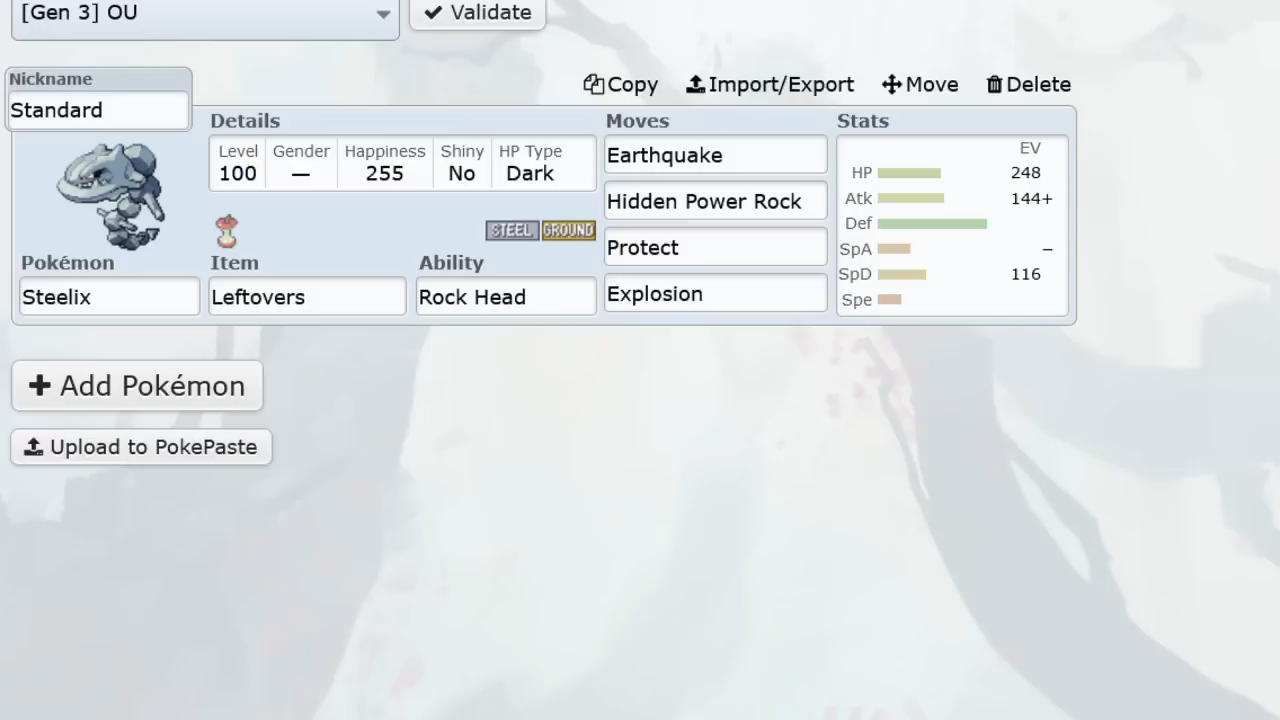 [Gen 3] OU
Validate
Nickname
Standard
Copy
Import/Export
Move
Delete
Details
Level
Gender
Happiness
Shiny
HP Type
100
—
255
No
Dark
STEEL
GROUND
Pokémon
Item
Ability
Steelix
Leftovers
Rock Head
Moves
Earthquake
Hidden Power Rock
Protect
Explosion
Stats
EV
HP 248
Atk 144+
Def
SpA –
SpD 116
Spe
Add Pokémon
Upload to PokePaste